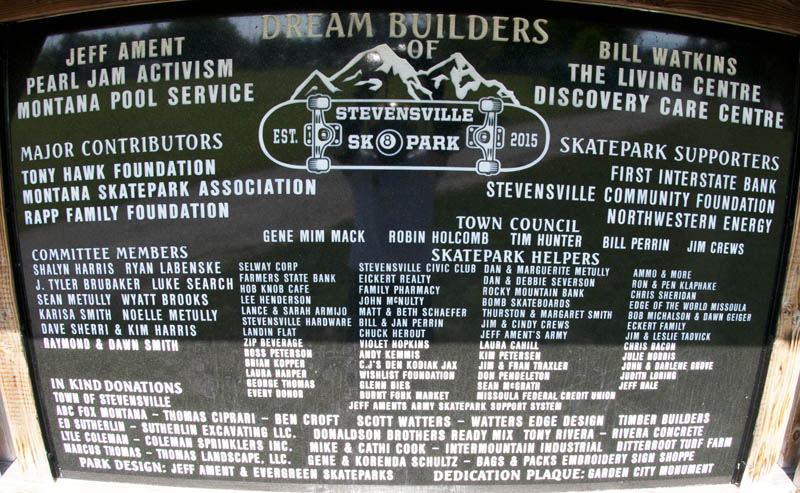 DREAM BUILDERS
OF
STEVENSVILLE
EST. SK8PARK 2015
JEFF AMENT
PEARL JAM ACTIVISM
MONTANA POOL SERVICE
BILL WATKINS
THE LIVING CENTRE
DISCOVERY CARE CENTRE
MAJOR CONTRIBUTORS
TONY HAWK FOUNDATION
MONTANA SKATEPARK ASSOCIATION
RAPP FAMILY FOUNDATION
SKATEPARK SUPPORTERS
FIRST INTERSTATE BANK
STEVENSVILLE COMMUNITY FOUNDATION
NORTHWESTERN ENERGY
TOWN COUNCIL
GENE MIM MACK ROBIN HOLCOMB TIM HUNTER BILL PERRIN JIM CREWS
COMMITTEE MEMBERS
SHALYN HARRIS RYAN LABENSKE
J. TYLER BRUBAKER LUKE SEARCH
SEAN METULLY WYATT BROOKS
KARISA SMITH NOELLE METULLY
DAVE SHERRI & KIM HARRIS
RAYMOND & DAWN SMITH
SKATEPARK HELPERS
SELWAY CORP
FARMERS STATE BANK
HOB KNOB CAFE
LEE HENDERSON
LANCE & SARAH ARMIJO
STEVENSVILLE HARDWARE
LANDIN FLAT
ZIP BEVERAGE
ROSS PETERSON
BRIAN KOPPER
LAURA HARPER
GEORGE THOMAS
EVERY DONOR
STEVENSVILLE CIVIC CLUB
EICKERT REALTY
FAMILY PHARMACY
JOHN MCNULTY
MATT & BETH SCHAEFER
BILL & JAN PERRIN
CHUCK HEROUT
VIOLET HOPKINS
ANDY KEMMIS
C.J'S DEN KODIAK JAX
WISHLIST FOUNDATION
GLENN BIES
BURNT FORK MARKET
DAN & MARGUERITE METULLY
DAN & DEBBIE SEVERSON
ROCKY MOUNTAIN BANK
BOMB SKATEBOARDS
THURSTON & MARGARET SMITH
JIM & CINDY CREWS
JEFF AMENT'S ARMY
LAURA CAHILL
KIM PETERSEN
JIM & FRAN TRAXLER
DON PENDLETON
SEAN MCGRATH
MISSOULA FEDERAL CREDIT UNION
AMMO & MORE
RON & PEN KLAPHAKE
CHRIS SHERIDAN
EDGE OF THE WORLD MISSOULA
BOB MICHALSON & DAWN GEIGER
ECKERT FAMILY
JIM & LESLIE TADVICK
CHRIS BACON
JULIE NORRIS
JOHN & DARLENE GROVE
JUDITH LORING
JEFF HALE
JEFF AMENTS ARMY SKATEPARK SUPPORT SYSTEM
IN KIND DONATIONS
TOWN OF STEVENSVILLE
ABC FOX MONTANA - THOMAS CIPRARI - BEN CROFT SCOTT WATTERS - WATTERS EDGE DESIGN TIMBER BUILDERS
ED SUTHERLIN - SUTHERLIN EXCAVATING LLC. DONALDSON BROTHERS READY MIX TONY RIVERA - RIVERA CONCRETE
LYLE COLEMAN - COLEMAN SPRINKLERS INC. MIKE & CATHI COOK - INTERMOUNTAIN INDUSTRIAL BITTERROOT TURF FARM
MARCUS THOMAS - THOMAS LANDSCAPE, LLC. GENE & KORENDA SCHULTZ - BAGS & PACKS EMBROIDERY SIGN SHOPPE
PARK DESIGN: JEFF AMENT & EVERGREEN SKATEPARKS DEDICATION PLAQUE: GARDEN CITY MONUMENT